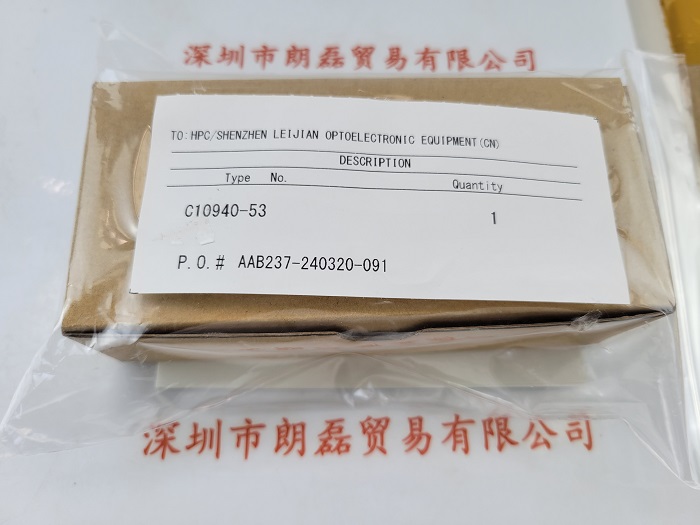 深圳市朗磊贸易有限公司
TO:HPC/SHENZHEN LEIJIAN OPTOELECTRONIC EQUIPMENT(CN)
DESCRIPTION
Type No. Quantity
C10940-53 1
P.O.# AAB237-240320-091
深圳市朗磊贸易有限公司